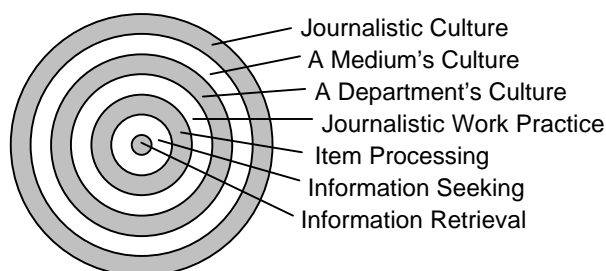 Journalistic Culture
A Medium's Culture
A Department's Culture
Journalistic Work Practice
Item Processing
Information Seeking
Information Retrieval